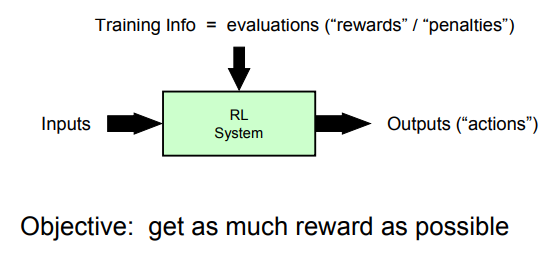 Training Info = evaluations (“rewards” / “penalties”)
RL
System
Inputs
Outputs (“actions”)
Objective: get as much reward as possible